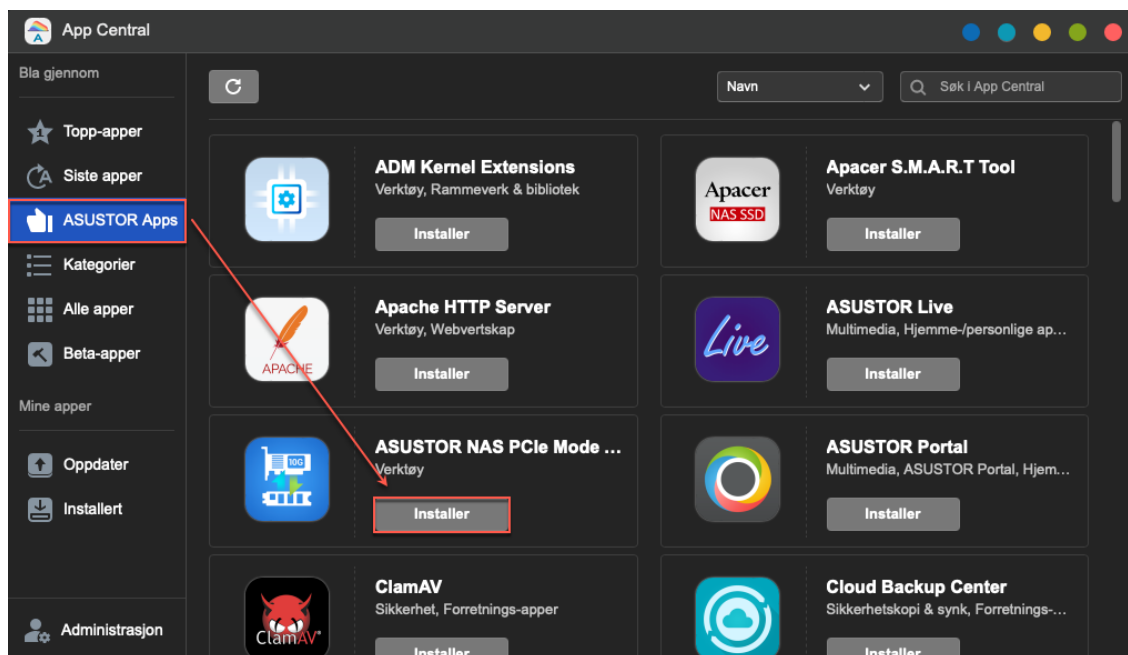 App Central
Bla gjennom
Topp-apper
Siste apper
ASUSTOR Apps
Kategorier
Alle apper
Beta-apper
Mine apper
Oppdater
Installert
Administrasjon
Navn
Søk i App Central
ADM Kernel Extensions
Verktøy, Rammeverk & bibliotek
Installer
Apacer
NAS SSD
Apacer S.M.A.R.T Tool
Verktøy
Installer
APACHE
Apache HTTP Server
Verktøy, Webvertskap
Installer
Live
ASUSTOR Live
Multimedia, Hjemme-/personlige ap...
Installer
10G
ASUSTOR NAS PCIe Mode ...
Verktøy
Installer
ASUSTOR Portal
Multimedia, ASUSTOR Portal, Hjem...
Installer
ClamAV
ClamAV
Sikkerhet, Forretnings-apper
Installer
Cloud Backup Center
Sikkerhetskopi & synk, Forretnings-...
Installer